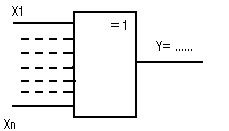 X1
= 1
Y= ......
Xn